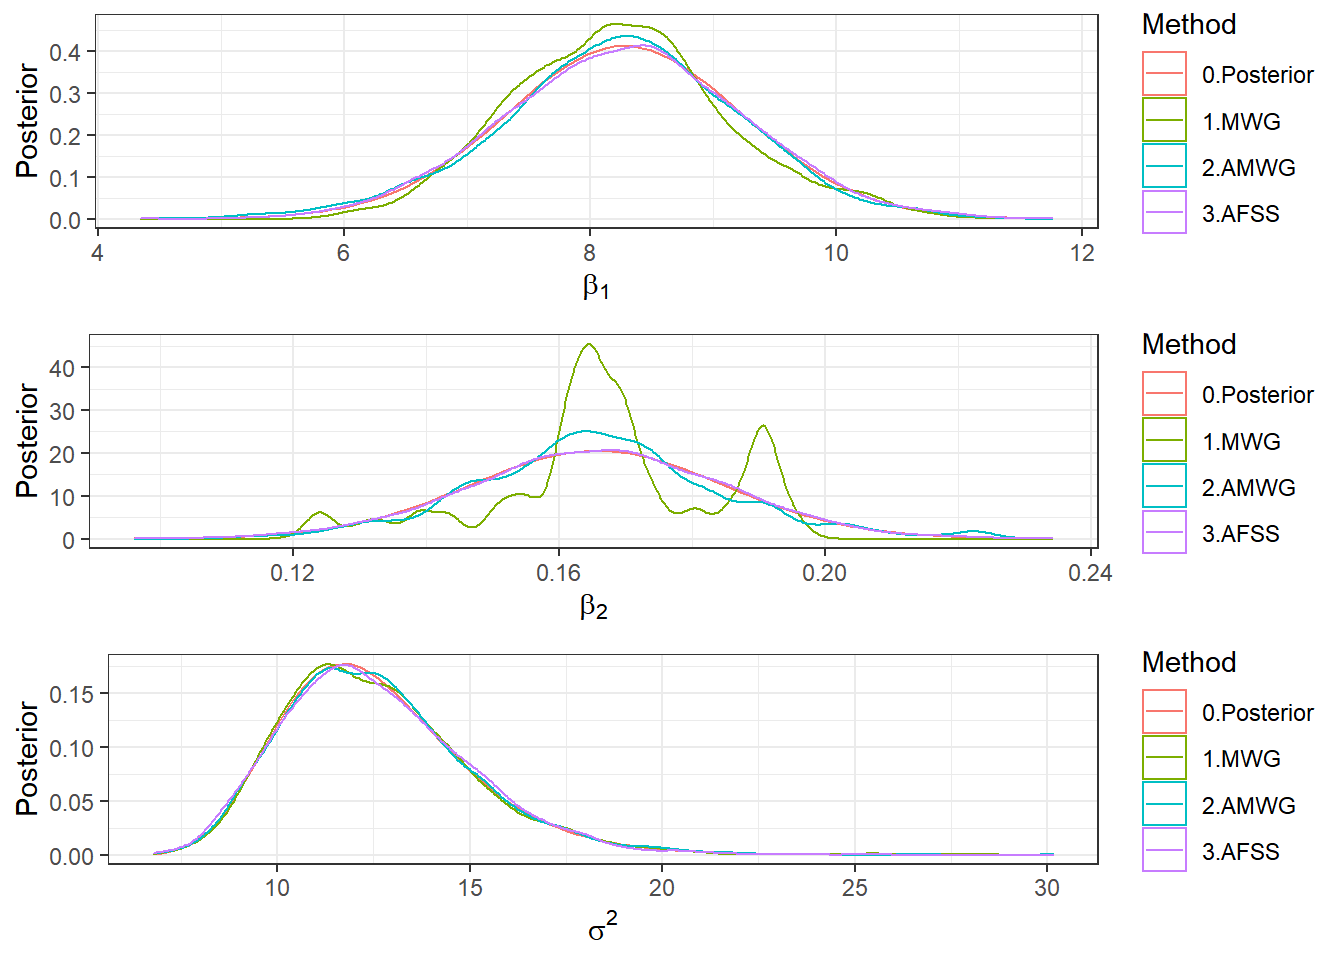 Posterior
0.4
0.3
0.2
0.1
0.0
4 6 8 10 12
β1
Method
0.Posterior
1.MWG
2.AMWG
3.AFSS
Posterior
40
30
20
10
0
0.12 0.16 0.20 0.24
β2
Method
0.Posterior
1.MWG
2.AMWG
3.AFSS
Posterior
0.15
0.10
0.05
0.00
10 15 20 25 30
σ2
Method
0.Posterior
1.MWG
2.AMWG
3.AFSS